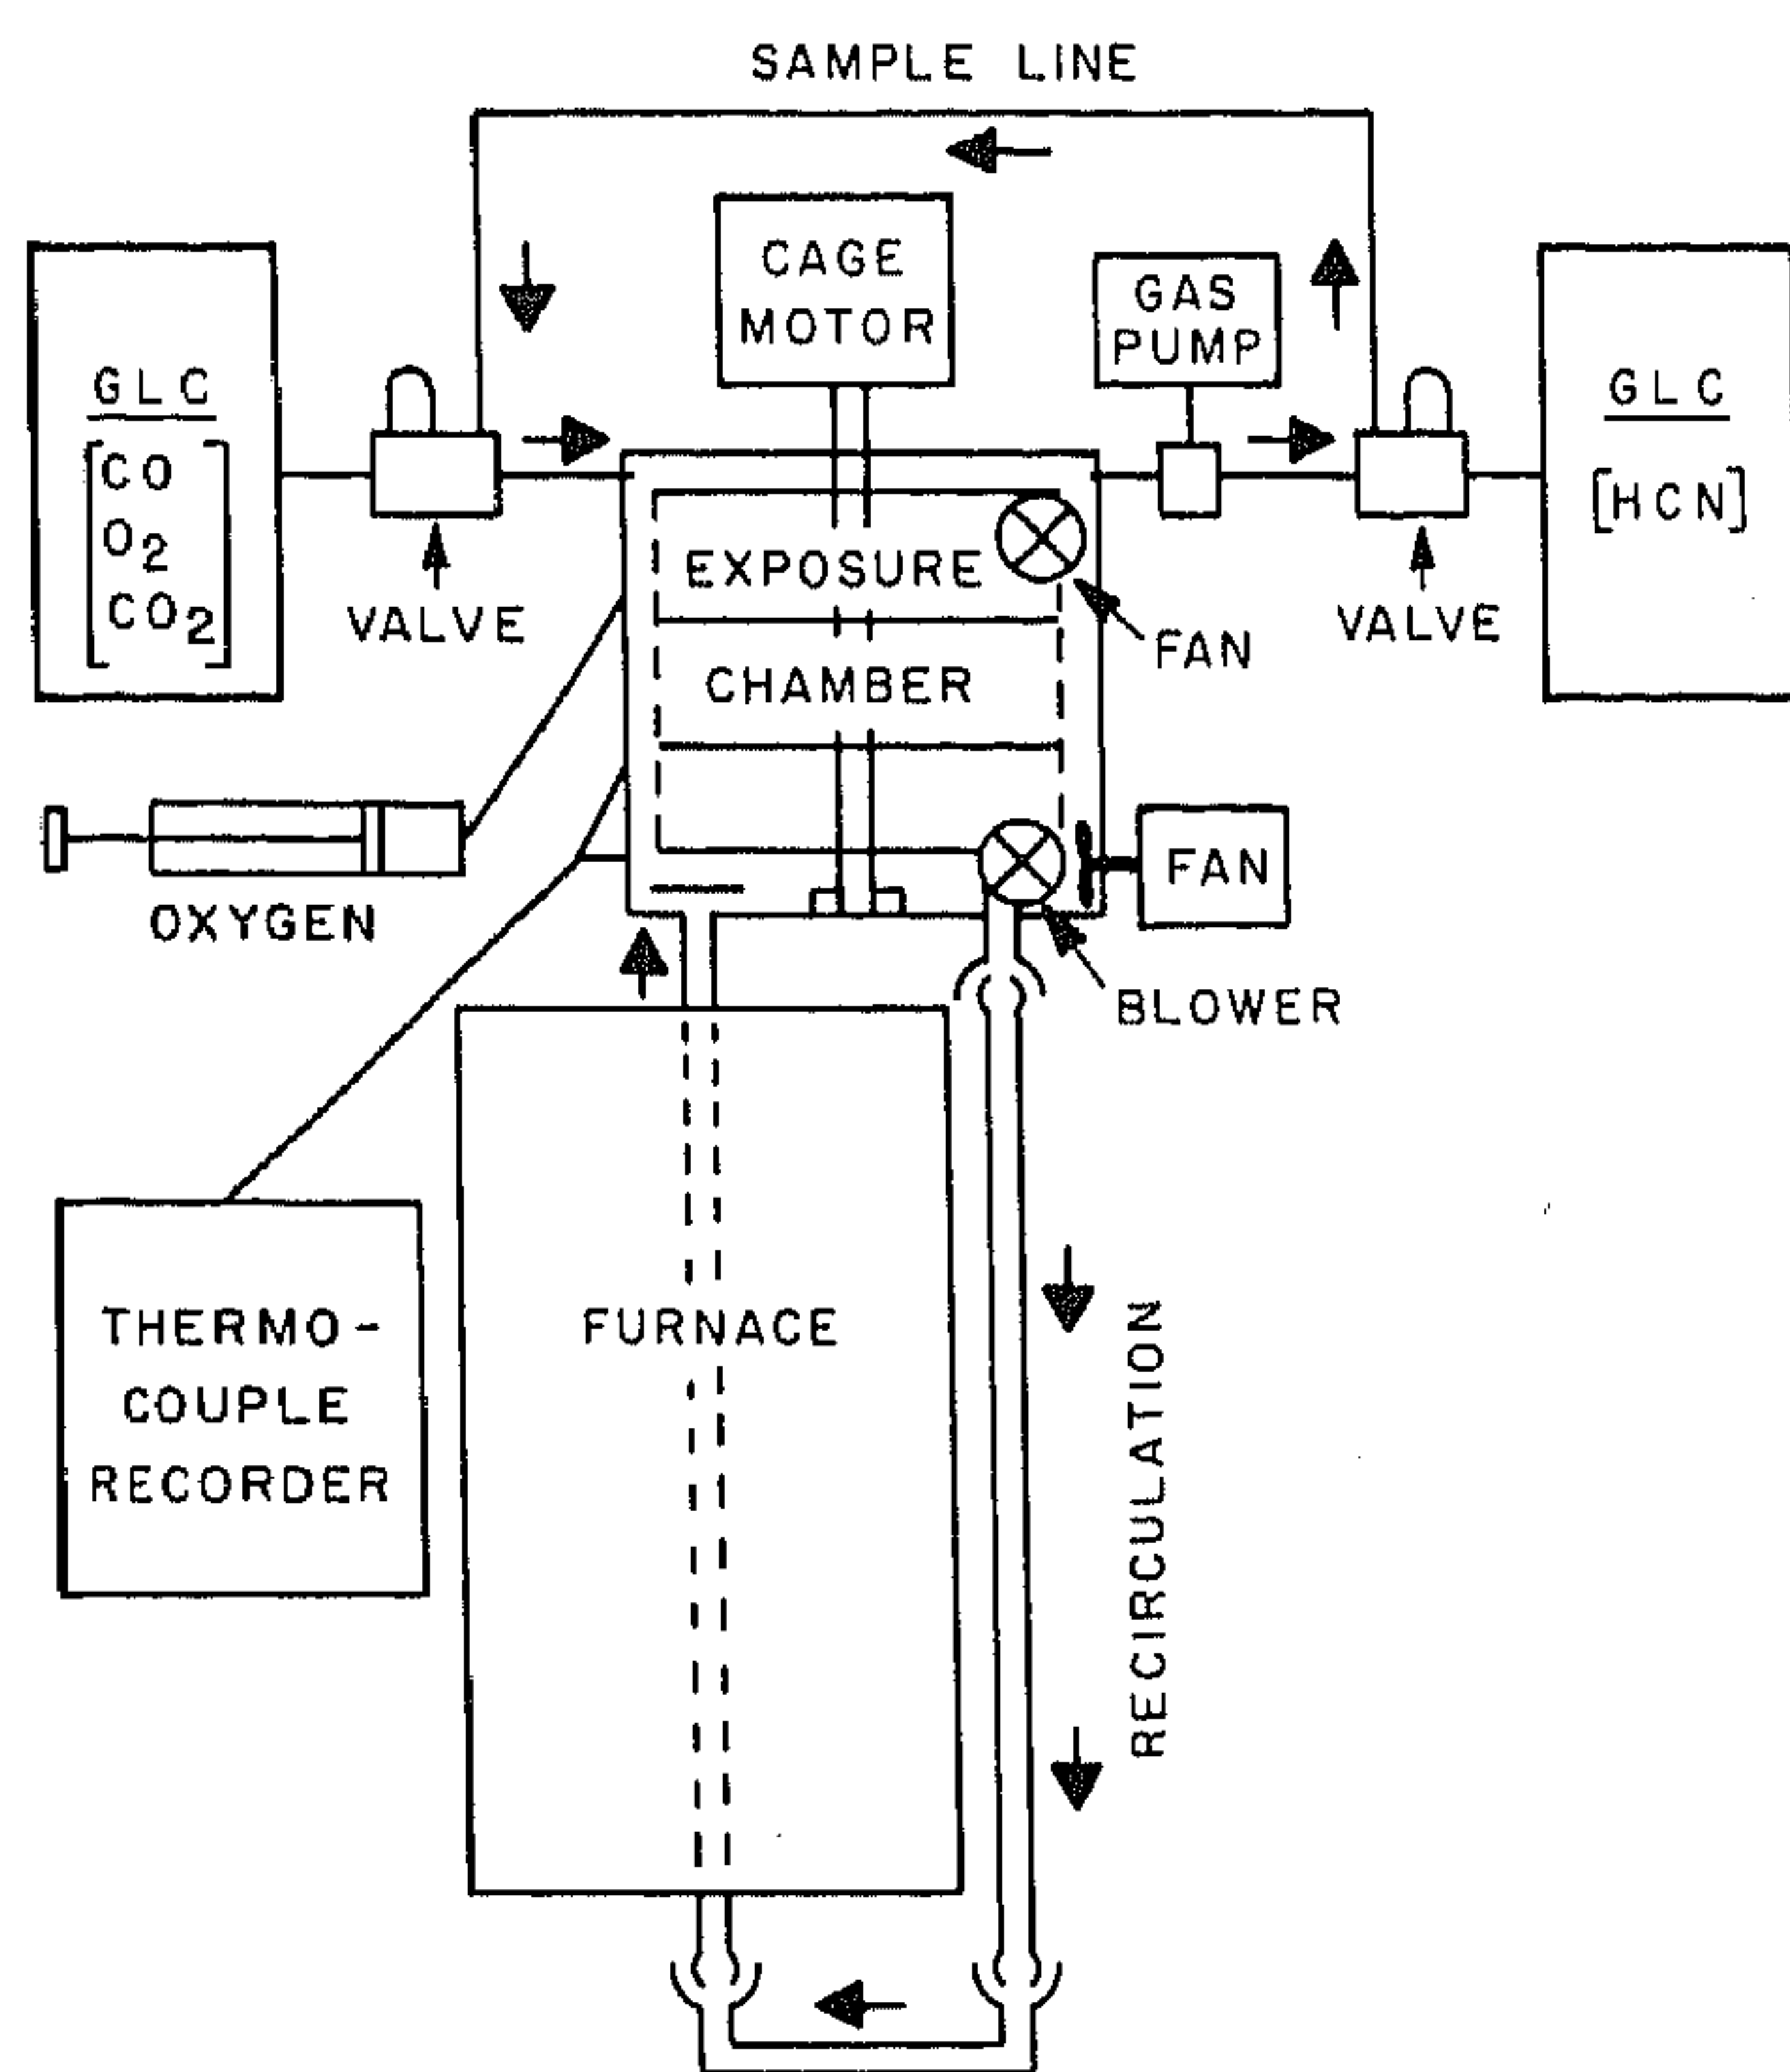 SAMPLE LINE
CAGE
MOTOR
GAS
PUMP
GLC
CO
O2
CO2
VALVE
GLC
[HCN]
VALVE
EXPOSURE
CHAMBER
FAN
FAN
OXYGEN
BLOWER
THERMO-
COUPLE
RECORDER
FURNACE
RECIRCULATION